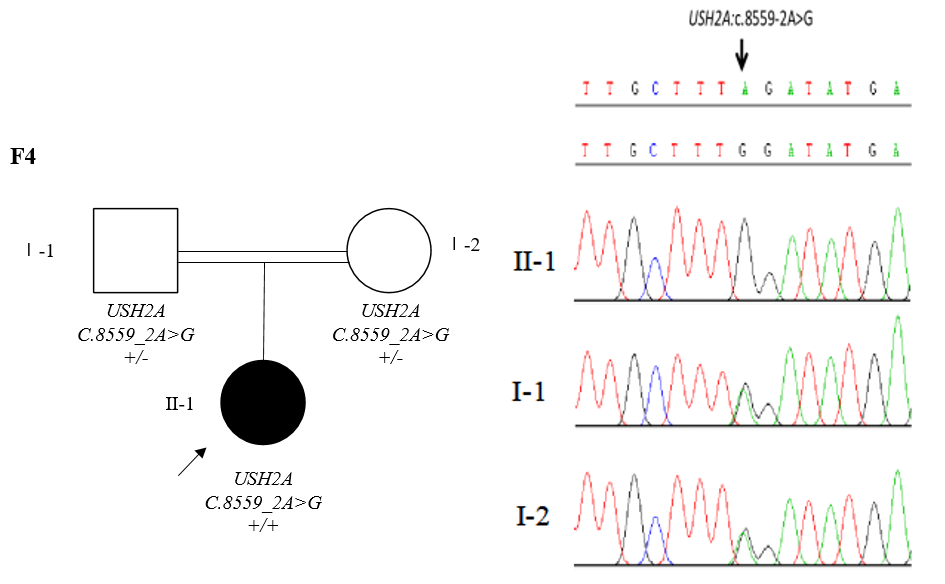 USH2A:c.8559-2A>G
T T G C T T T A G A T A T G A
T T G C T T T G G A T A T G A
F4
I -1
I -2
USH2A
C.8559_2A>G
+/-
USH2A
C.8559_2A>G
+/-
II-1
USH2A
C.8559_2A>G
+/+
II-1
I-1
I-2